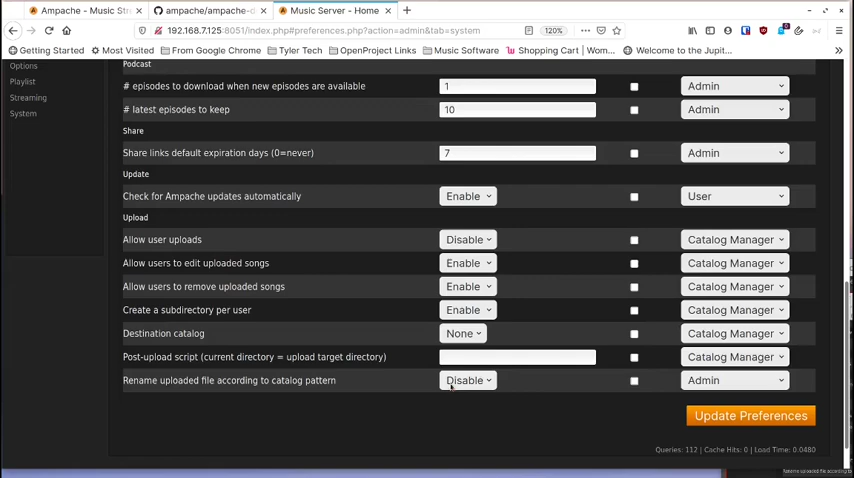 Ampache - Music Str
ampache/ampache-d
Music Server - Home
192.168.7.125:8051/index.php#preferences.php?action=admin&tab=system
120%
Getting Started
Most Visited
From Google Chrome
Tyler Tech
OpenProject Links
Music Software
Shopping Cart | Wom...
Welcome to the Jupit...
Options
Playlist
Streaming
System
Podcast
# episodes to download when new episodes are available 1 Admin
# latest episodes to keep 10 Admin
Share
Share links default expiration days (0=never) 7 Admin
Update
Check for Ampache updates automatically Enable User
Upload
Allow user uploads Disable Catalog Manager
Allow users to edit uploaded songs Enable Catalog Manager
Allow users to remove uploaded songs Enable Catalog Manager
Create a subdirectory per user Enable Catalog Manager
Destination catalog None Catalog Manager
Post-upload script (current directory = upload target directory) Catalog Manager
Rename uploaded file according to catalog pattern Disable Admin
Update Preferences
Queries: 112 | Cache Hits: 0 | Load Time: 0.0480